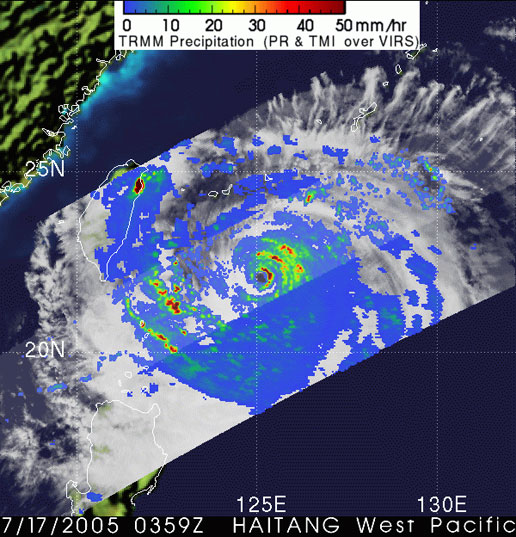 0 10 20 30 40 50 mm/hr
TRMM Precipitation (PR & TMI over VIRS)
25N
20N
125E 130E
7/17/2005 0359Z HAITANG West Pacific